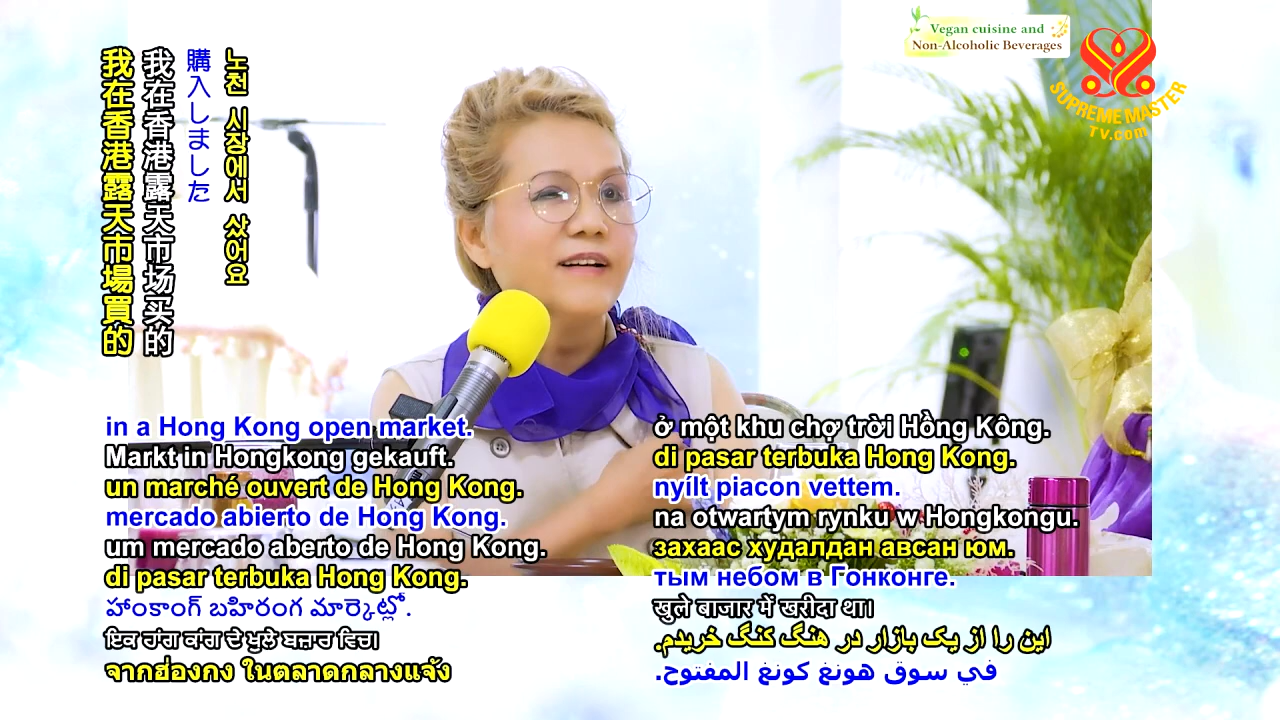 Vegan cuisine and
Non-Alcoholic Beverages
SUPREME MASTER
TV.com
노천 시장에서 샀어요
購入しました
我在香港露天市场买的
我在香港露天市場買的
in a Hong Kong open market.
Markt in Hongkong gekauft.
un marché ouvert de Hong Kong.
mercado abierto de Hong Kong.
um mercado aberto de Hong Kong.
di pasar terbuka Hong Kong.
హాంకాంగ్ బహిరంగ మార్కెట్లో.
ਇਕ ਹਾਂਗ ਕਾਂਗ ਦੇ ਖੁਲੇ ਬਜ਼ਾਰ ਵਿਚ।
จากฮ่องกง ในตลาดกลางแจ้ง
ở một khu chợ trời Hồng Kông.
di pasar terbuka Hong Kong.
nyílt piacon vettem.
na otwartym rynku w Hongkongu.
захаас худалдан авсан юм.
тым небом в Гонконге.
खुले बाजार में खरीदा था।
این را از یک بازار در هنگ کنگ خریدم.
في سوق هونغ كونغ المفتوح.